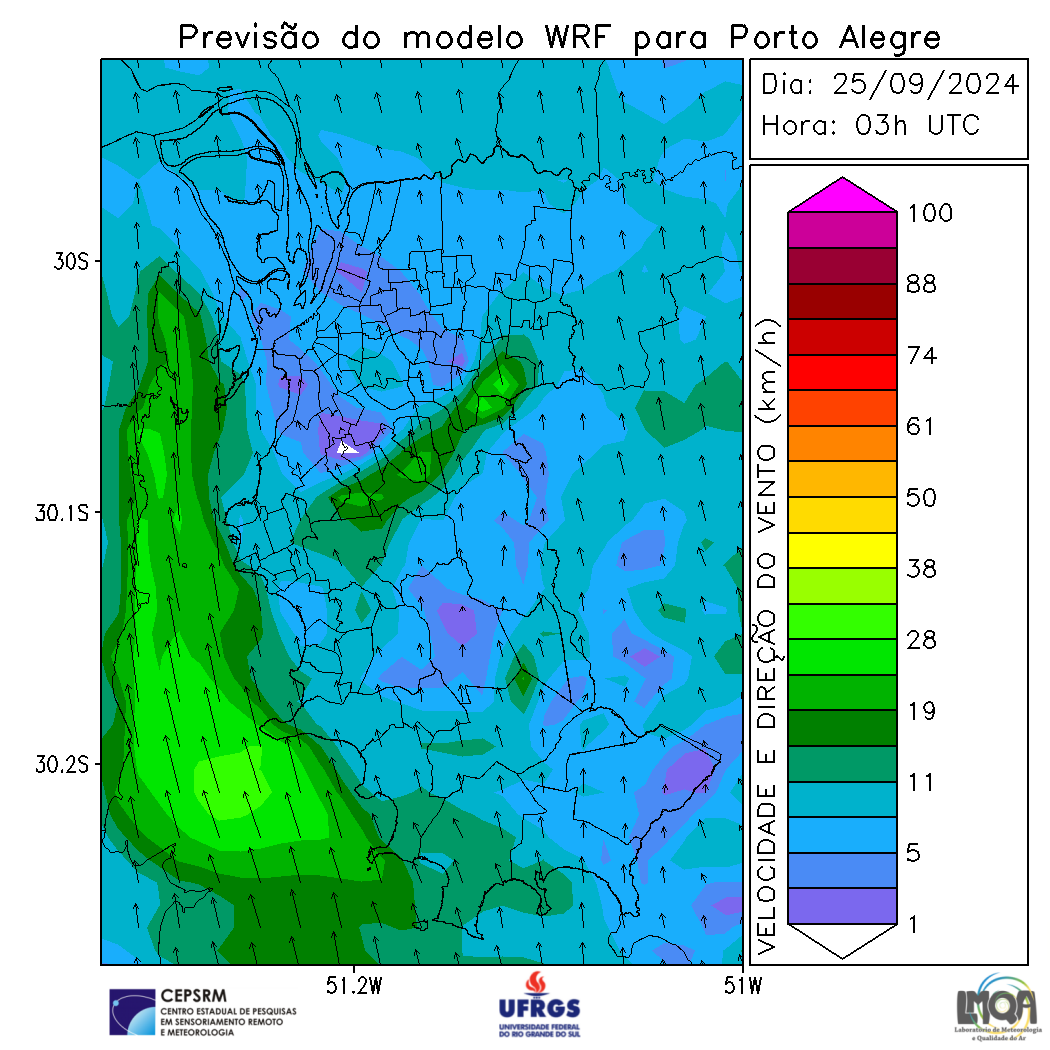 Previsão do modelo WRF para Porto Alegre
Dia: 25/09/2024
Hora: 03h UTC
30S
30.1S
30.2S
51.2W
51W
VELOCIDADE E DIREÇÃO DO VENTO (km/h)
100
88
74
61
50
38
28
19
11
5
1
CEPSRM
CENTRO ESTADUAL DE PESQUISAS
EM SENSORIAMENTO REMOTO
E METEOROLOGIA
UFRGS
UNIVERSIDADE FEDERAL
DO RIO GRANDE DO SUL
LMQA
Laboratório de Meteorologia
e Qualidade do Ar